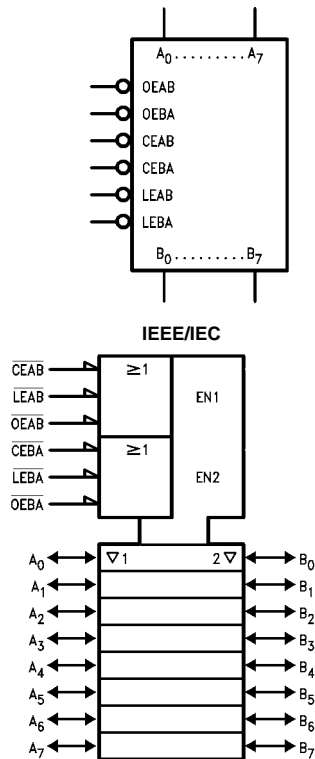 A0.........A7
OEAB
OEBA
CEAB
CEBA
LEAB
LEBA
B0.........B7
IEEE/IEC
CEAB
LEAB
OEAB
CEBA
LEBA
OEBA
≥1
≥1
EN1
EN2
A0 ▽1 2▽ B0
A1 B1
A2 B2
A3 B3
A4 B4
A5 B5
A6 B6
A7 B7